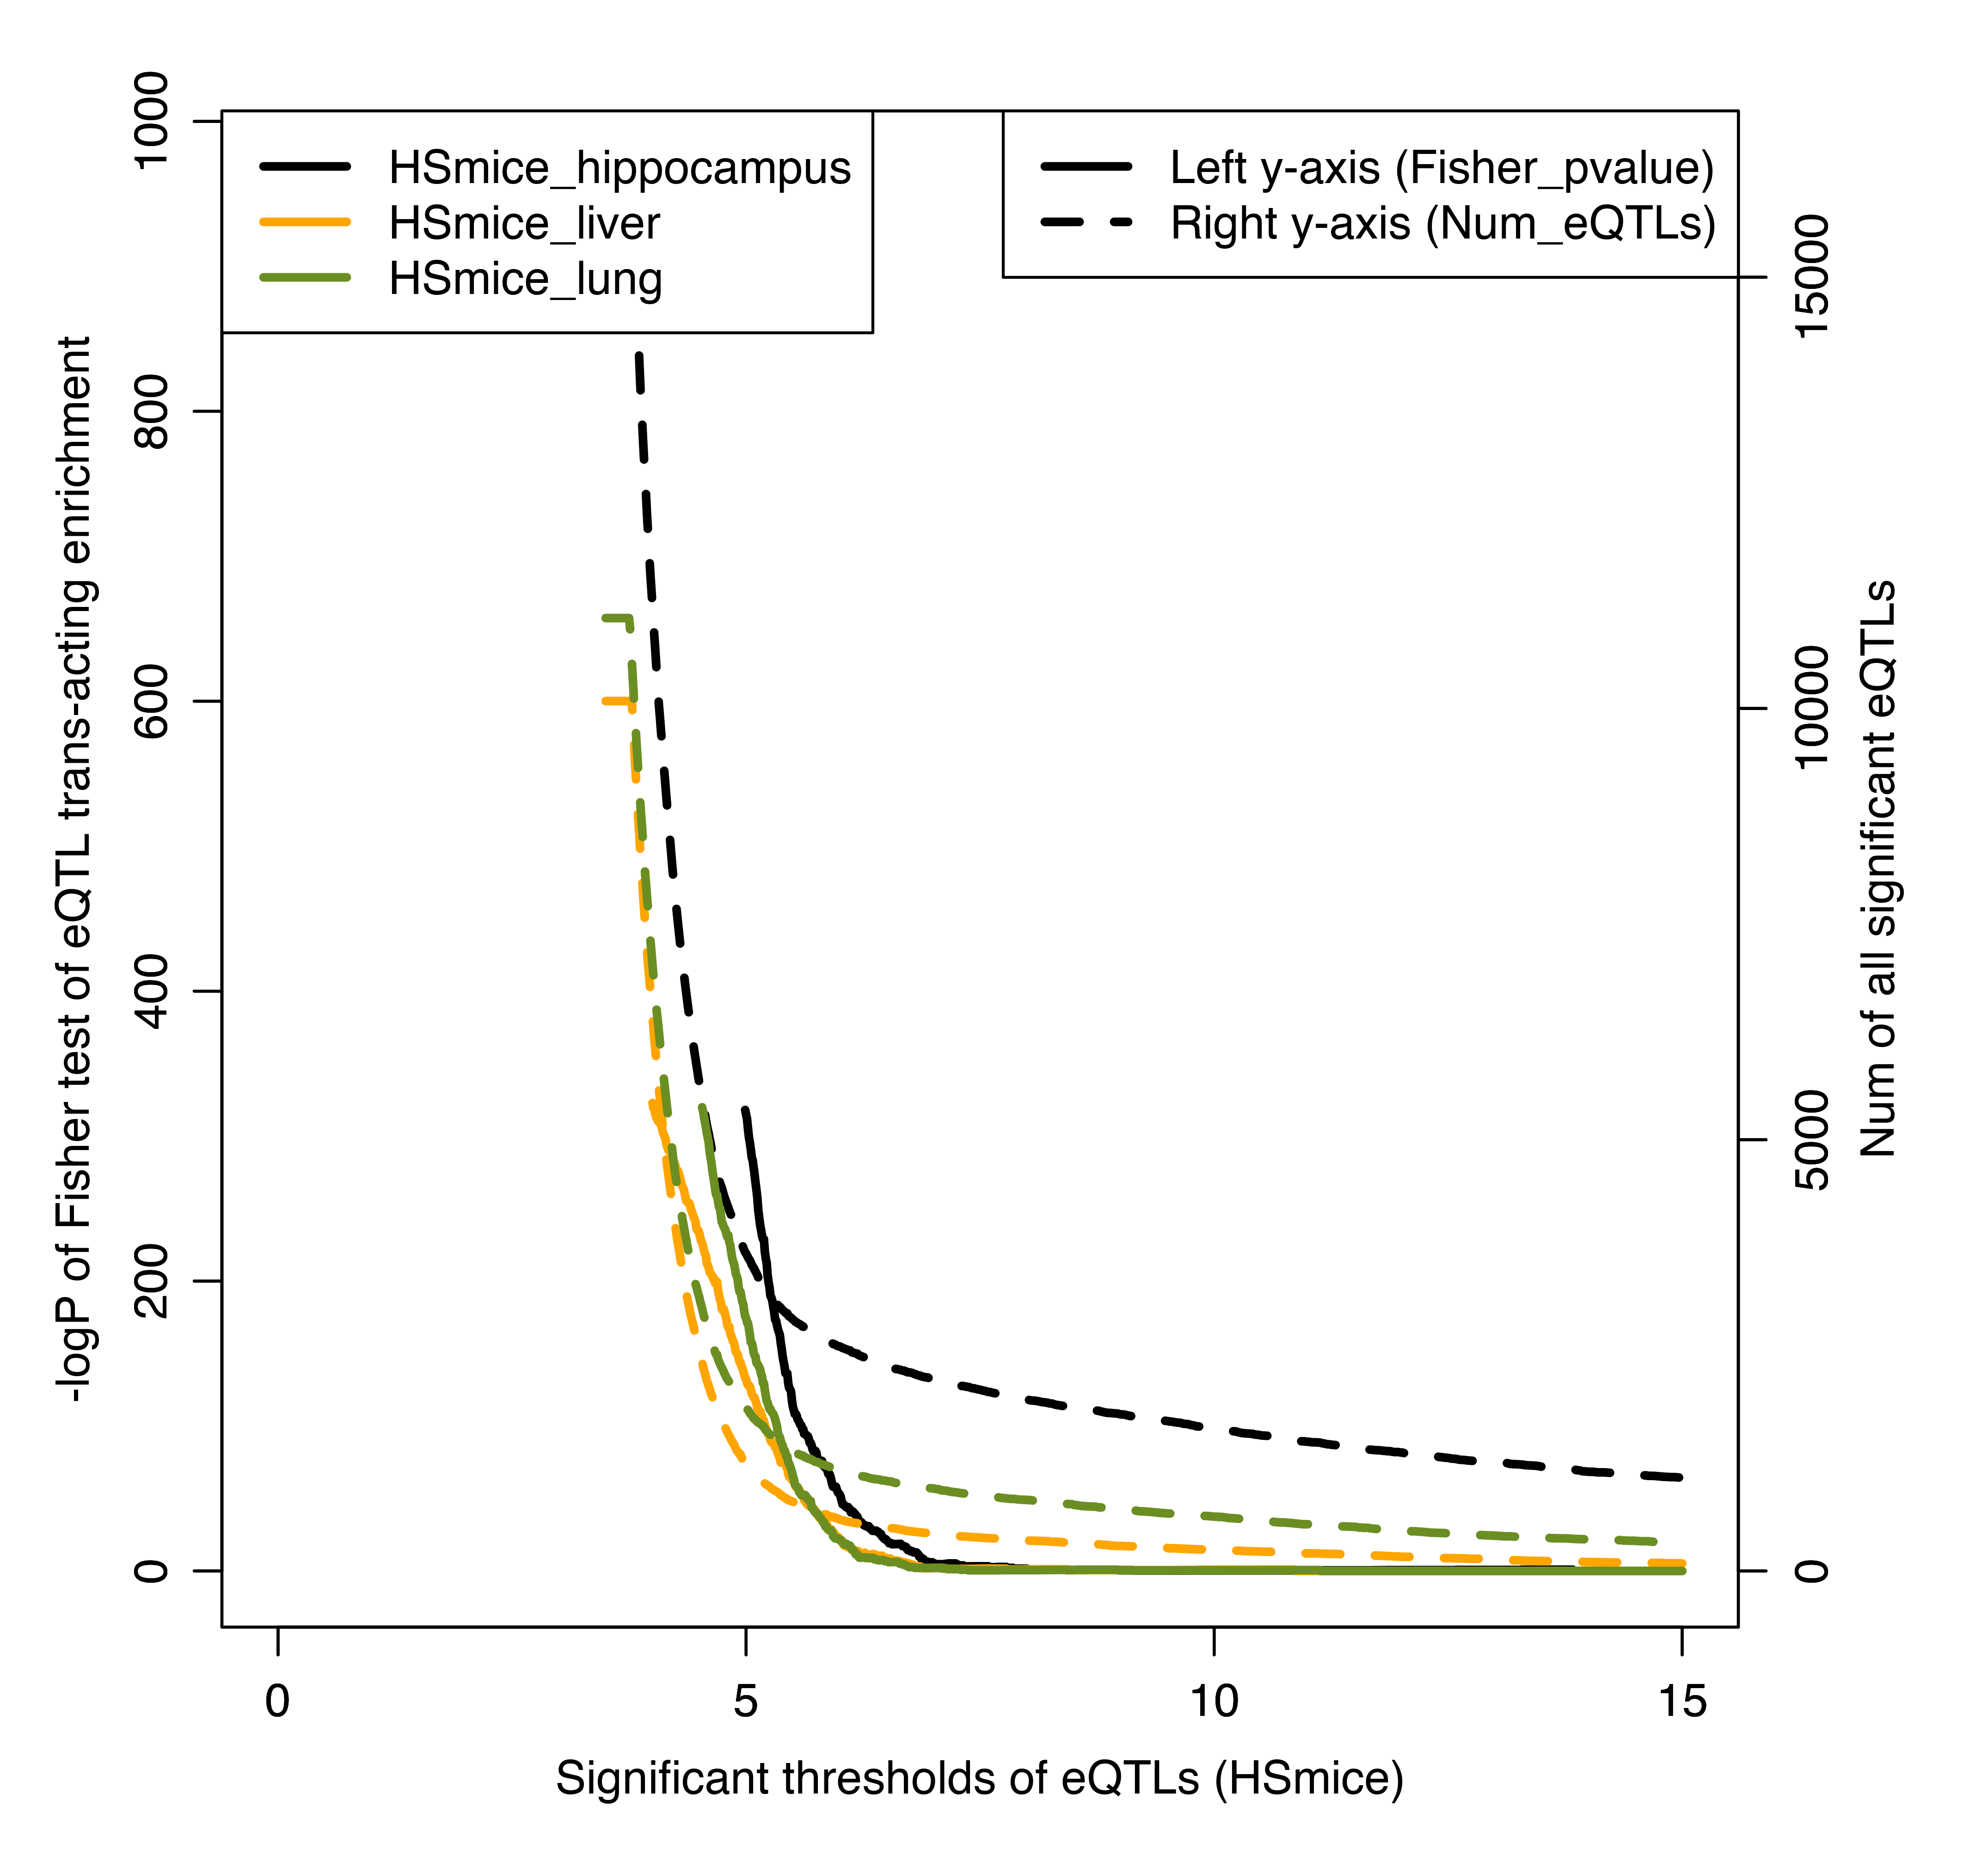 HSmice_hippocampus
HSmice_liver
HSmice_lung
Left y-axis (Fisher_pvalue)
Right y-axis (Num_eQTLs)
-logP of Fisher test of eQTL trans-acting enrichment
0
200
400
600
800
1000
Num of all significant eQTLs
0
5000
10000
15000
0
5
10
15
Significant thresholds of eQTLs (HSmice)